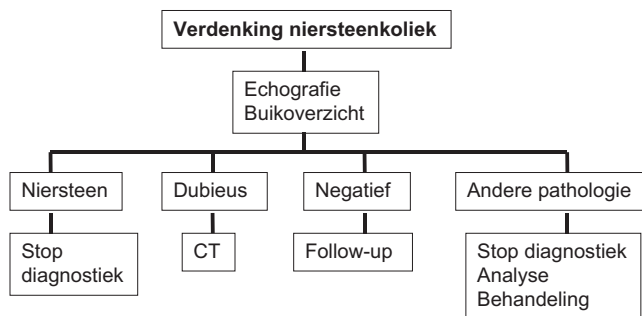 Verdenking niersteenkoliek
Echografie
Buikoverzicht
Niersteen
Dubieus
Negatief
Andere pathologie
Stop
diagnostiek
CT
Follow-up
Stop diagnostiek
Analyse
Behandeling